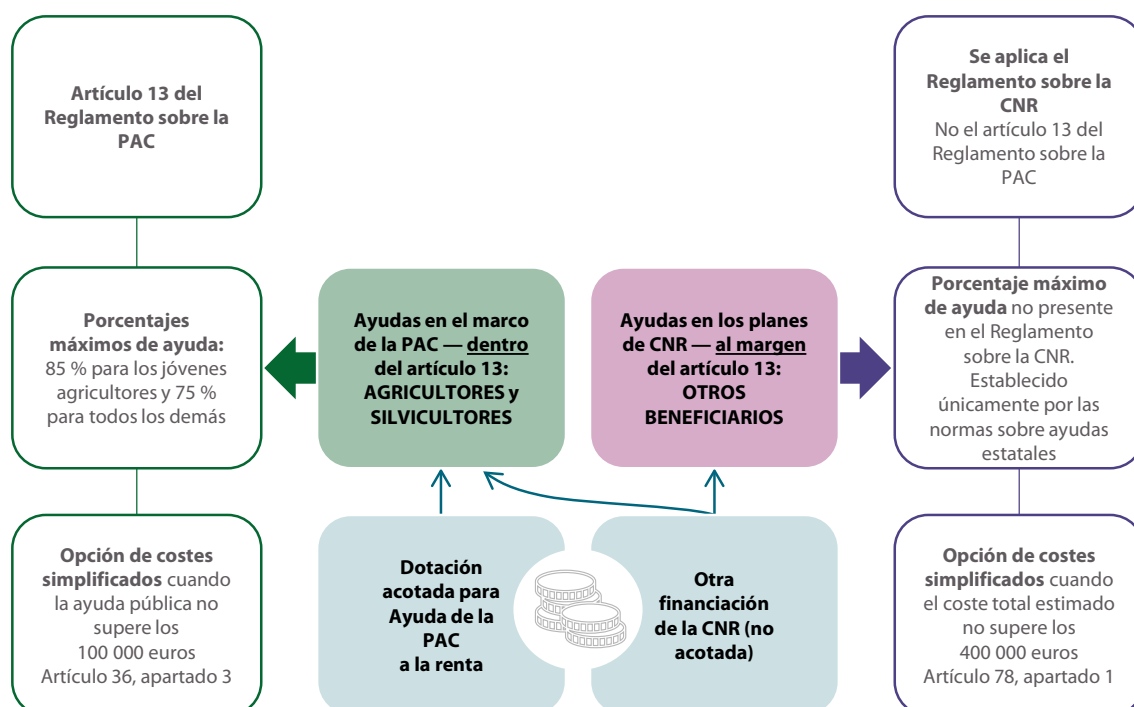 Artículo 13 del
Reglamento sobre la
PAC
Se aplica el
Reglamento sobre la
CNR
No el artículo 13 del
Reglamento sobre la
PAC
Porcentajes
máximos de ayuda:
85 % para los jóvenes
agricultores y 75 %
para todos los demás
Ayudas en el marco
de la PAC — dentro
del artículo 13:
AGRICULTORES y
SILVICULTORES
Ayudas en los planes
de CNR — al margen
del artículo 13:
OTROS
BENEFICIARIOS
Porcentaje máximo
de ayuda no presente
en el Reglamento
sobre la CNR.
Establecido
únicamente por las
normas sobre ayudas
estatales
Opción de costes
simplificados cuando
la ayuda pública no
supere los
100 000 euros
Artículo 36, apartado 3
Dotación
acotada para
Ayuda de la
PAC
a la renta
Otra
financiación
de la CNR (no
acotada)
Opción de costes
simplificados cuando
el coste total estimado
no supere los
400 000 euros
Artículo 78, apartado 1